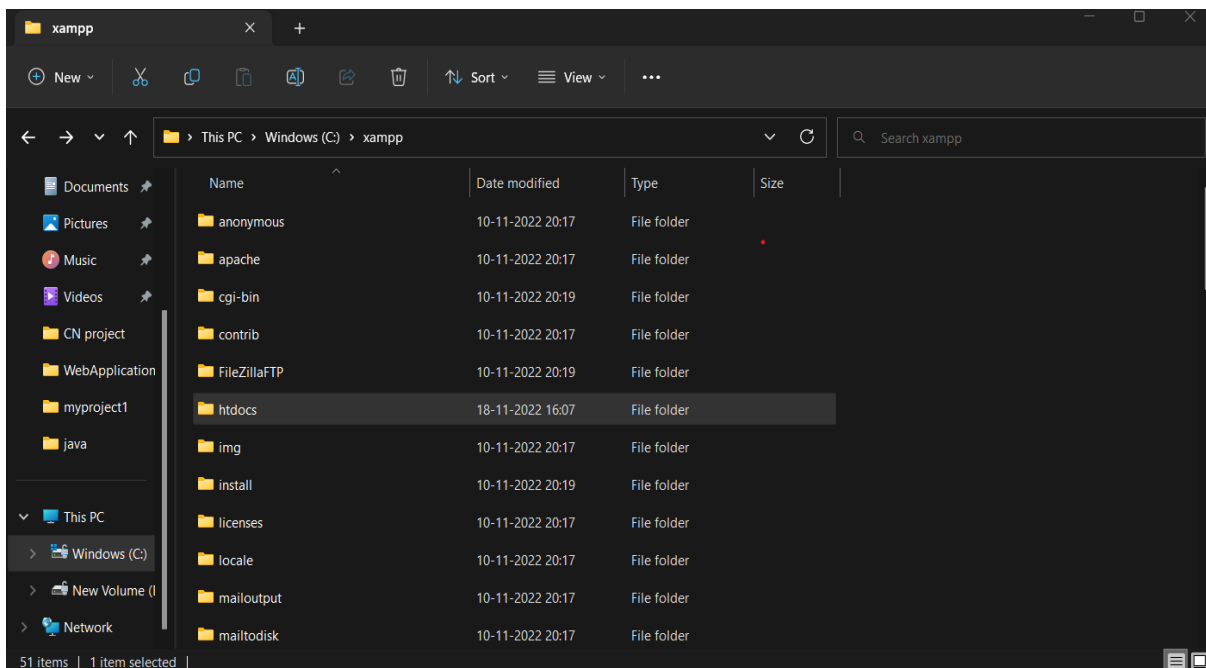 xampp
New
Sort
View
This PC > Windows (C:) > xampp
Search xampp
Documents
Pictures
Music
Videos
CN project
WebApplication
myproject1
java
This PC
Windows (C:)
New Volume (
Network
Name Date modified Type Size
anonymous 10-11-2022 20:17 File folder
apache 10-11-2022 20:17 File folder
cgi-bin 10-11-2022 20:19 File folder
contrib 10-11-2022 20:17 File folder
FileZillaFTP 10-11-2022 20:19 File folder
htdocs 18-11-2022 16:07 File folder
img 10-11-2022 20:17 File folder
install 10-11-2022 20:19 File folder
licenses 10-11-2022 20:17 File folder
locale 10-11-2022 20:17 File folder
mailoutput 10-11-2022 20:17 File folder
mailtodisk 10-11-2022 20:17 File folder
51 items | 1 item selected |